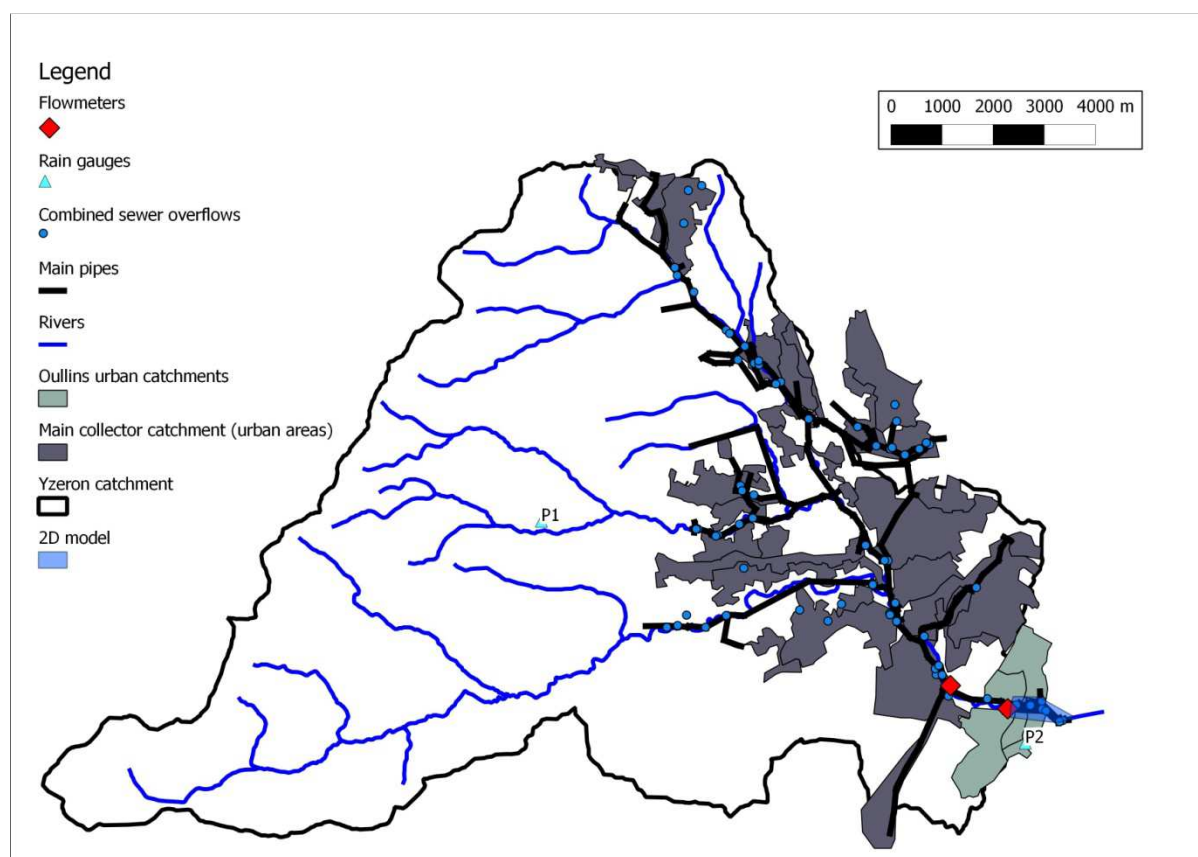 Legend
Flowmeters
Rain gauges
Combined sewer overflows
Main pipes
Rivers
Oullins urban catchments
Main collector catchment (urban areas)
Yzeron catchment
2D model
0 1000 2000 3000 4000 m
P1
P2